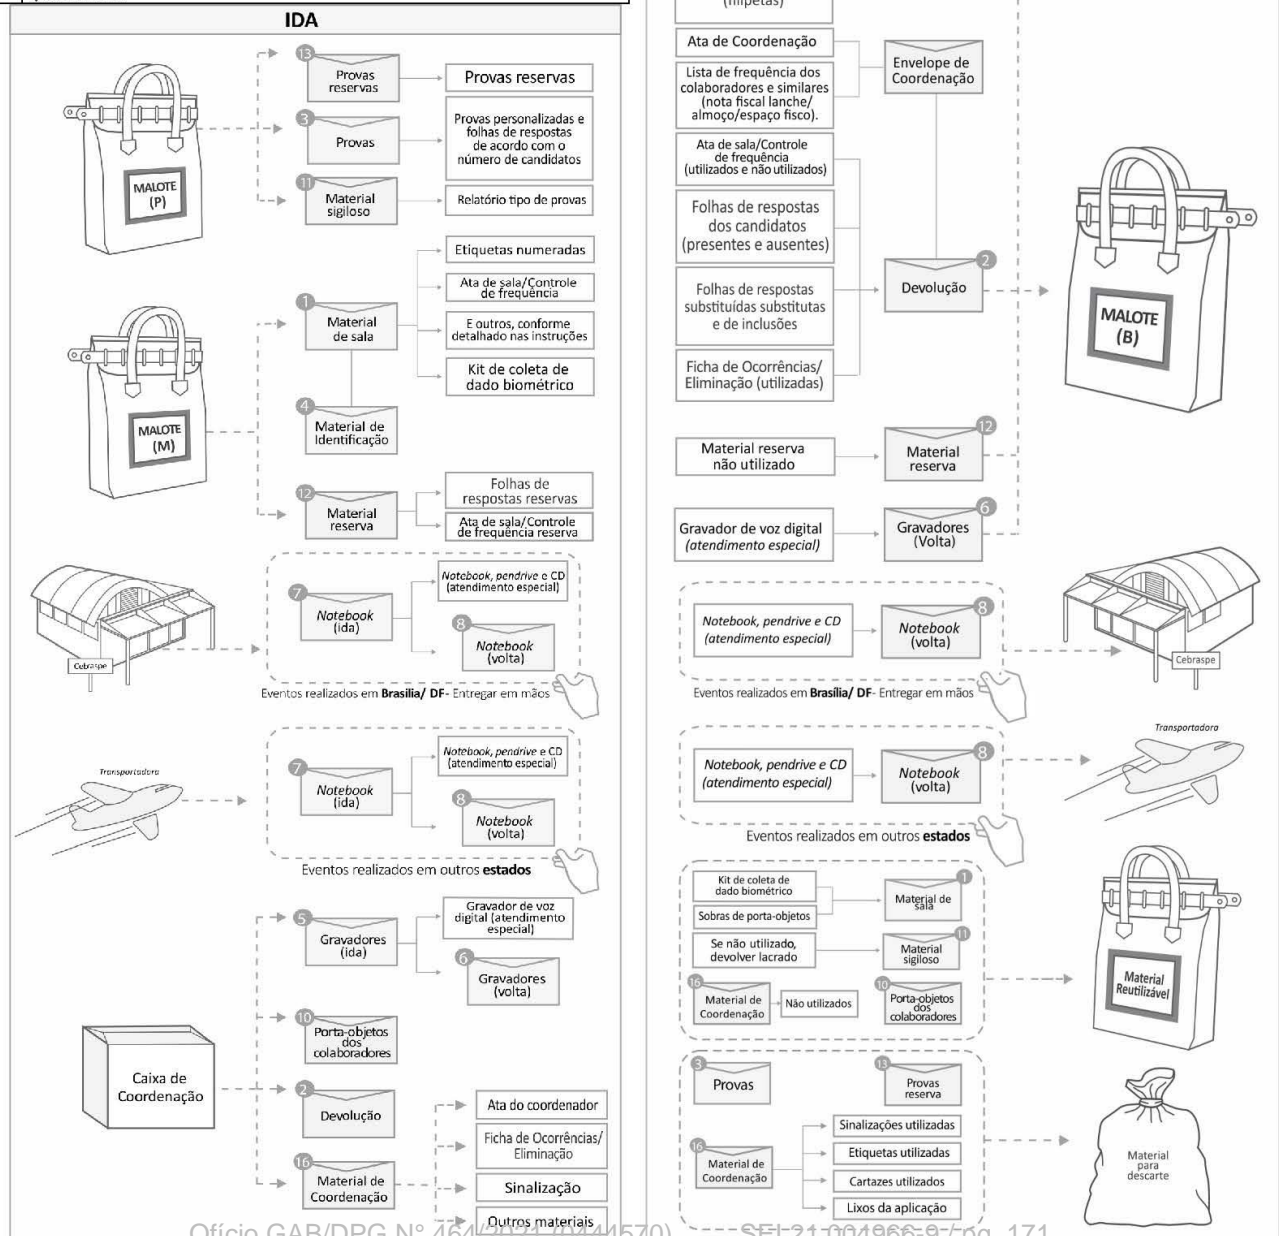 IDA
13
Provas
reservas
Provas reservas
3
Provas
Provas personalizadas e
folhas de respostas
de acordo com o
número de candidatos
11
Material
sigiloso
Relatório tipo de provas
MALOTE
(P)
Etiquetas numeradas
1
Material
de sala
Ata de sala/Controle
de frequência
E outros, conforme
detalhado nas instruções
Kit de coleta de
dado biométrico
4
Material de
Identificação
MALOTE
(M)
12
Material
reserva
Folhas de
respostas reservas
Ata de sala/Controle
de frequência reserva
7
Notebook
(ida)
Notebook, pendrive e CD
(atendimento especial)
8
Notebook
(volta)
Cebraspe
Eventos realizados em Brasilia/ DF- Entregar em mãos
Transportadora
7
Notebook
(ida)
Notebook, pendrive e CD
(atendimento especial)
8
Notebook
(volta)
Eventos realizados em outros estados
5
Gravadores
(ida)
Gravador de voz
digital (atendimento
especial)
6
Gravadores
(volta)
10
Porta-objetos
dos
colaboradores
Caixa de
Coordenação
2
Devolução
16
Material de
Coordenação
Ata do coordenador
Ficha de Ocorrências/
Eliminação
Sinalização
Outros materiais
(filipetas)
Ata de Coordenação
Lista de frequência dos
colaboradores e similares
(nota fiscal lanche/
almoço/espaço fisco).
Envelope de
Coordenação
Ata de sala/Controle
de frequência
(utilizados e não utilizados)
Folhas de respostas
dos candidatos
(presentes e ausentes)
Folhas de respostas
substituídas substitutas
e de inclusões
Ficha de Ocorrências/
Eliminação (utilizadas)
2
Devolução
MALOTE
(B)
Material reserva
não utilizado
12
Material
reserva
Gravador de voz digital
(atendimento especial)
6
Gravadores
(Volta)
Notebook, pendrive e CD
(atendimento especial)
8
Notebook
(volta)
Cebraspe
Eventos realizados em Brasília/ DF- Entregar em mãos
Notebook, pendrive e CD
(atendimento especial)
8
Notebook
(volta)
Transportadora
Eventos realizados em outros estados
Kit de coleta de
dado biométrico
Sobras de porta-objetos
1
Material de
sala
Se não utilizado,
devolver lacrado
11
Material
sigiloso
16
Material de
Coordenação
Não utilizados
10
Porta-objetos
dos
colaboradores
Material
Reutilizável
3
Provas
13
Provas
reserva
16
Material de
Coordenação
Sinalizações utilizadas
Etiquetas utilizadas
Cartazes utilizados
Lixos da aplicação
Material
para
descarte
Ofício GAB/DPG N° 464/2021 (0444570) SEI 21.004966-9 / pg. 171